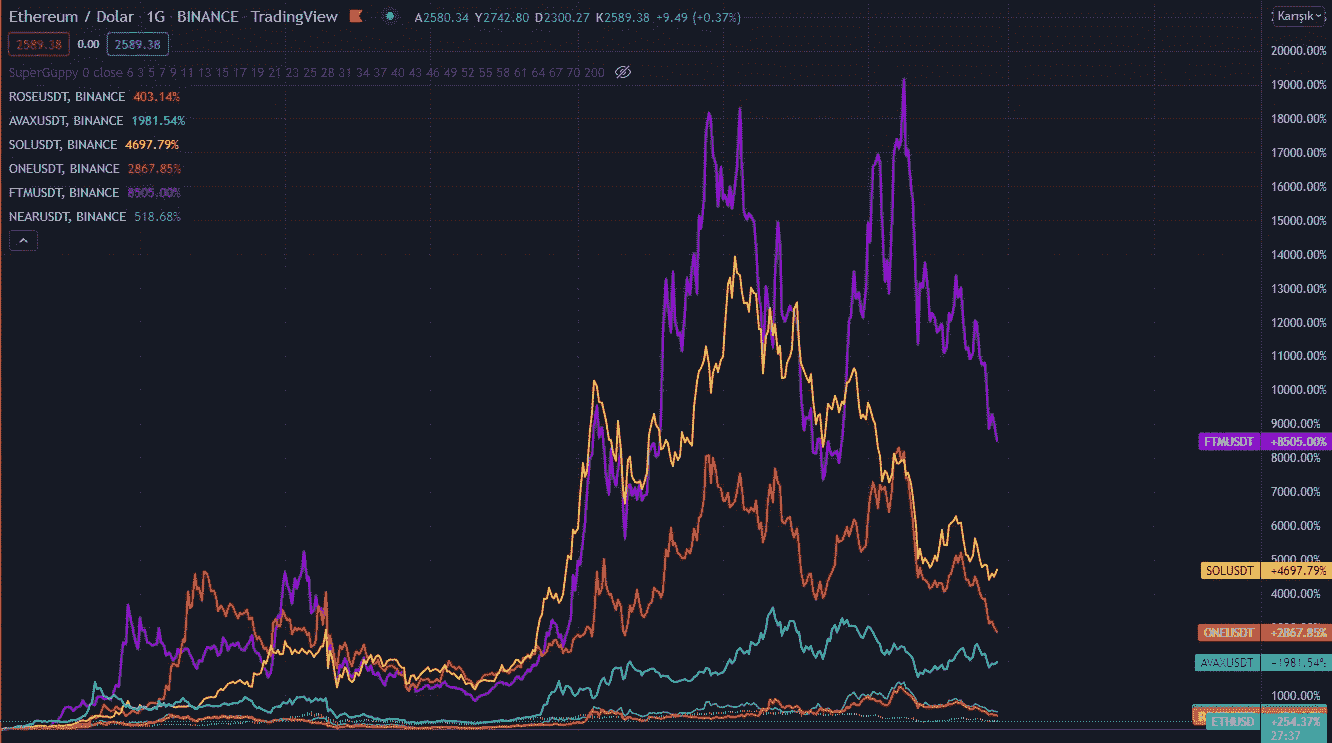 Ethereum / Dolar · 1G · BINANCE · TradingView A2580.34 Y2742.80 D2300.27 K2589.38 +9.49 (+0.37%)
Karışık
2589.38 0.00 2589.38
SuperGuppy 0 close 6 3 5 7 9 11 13 15 17 19 21 23 25 28 31 34 37 40 43 46 49 52 55 58 61 64 67 70 200
ROSEUSDT, BINANCE 403.14%
AVAXUSDT, BINANCE 1981.54%
SOLUSDT, BINANCE 4697.79%
ONEUSDT, BINANCE 2867.85%
FTMUSDT, BINANCE 8505.00%
NEARUSDT, BINANCE 518.68%
20000.00%
19000.00%
18000.00%
17000.00%
16000.00%
15000.00%
14000.00%
13000.00%
12000.00%
11000.00%
10000.00%
9000.00%
FTMUSDT +8505.00%
8000.00%
7000.00%
6000.00%
5000.00%
SOLUSDT +4697.79%
4000.00%
ONEUSDT +2867.85%
AVAXUSDT +1981.54%
1000.00%
ETHUSD +254.37%
27:37